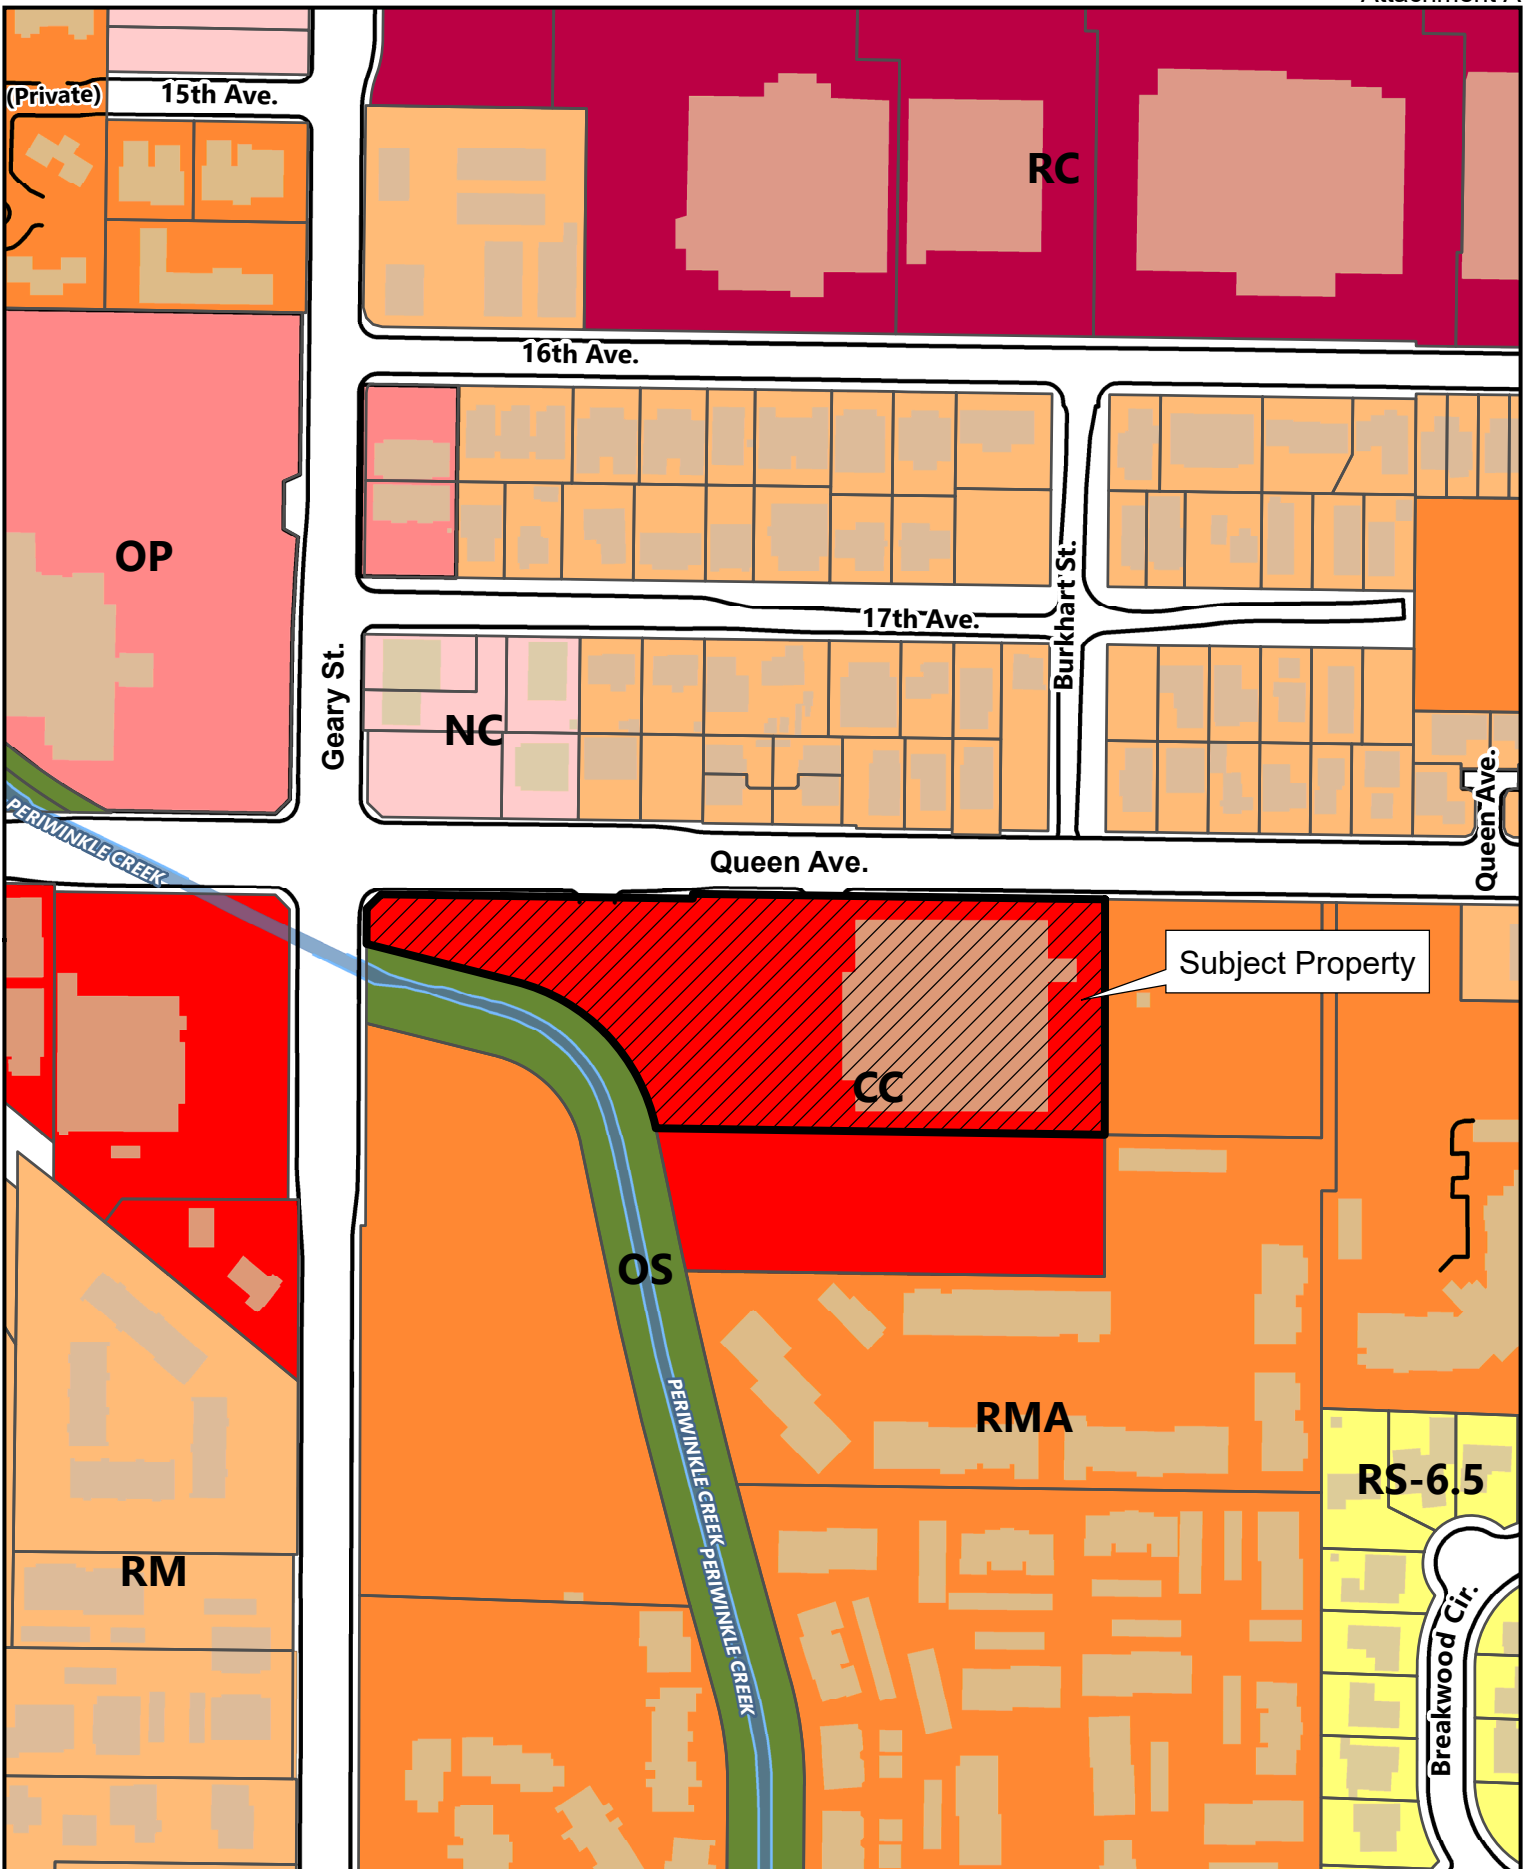 Attachment A
(Private)
15th Ave.
RC
16th Ave.
OP
Burkhart St.
17th Ave.
Geary St.
NC
Queen Ave.
PERIWINKLE CREEK
Queen Ave.
Subject Property
CC
OS
PERIWINKLE CREEK
RMA
RS-6.5
PERIWINKLE CREEK
RM
Breakwood Cir.